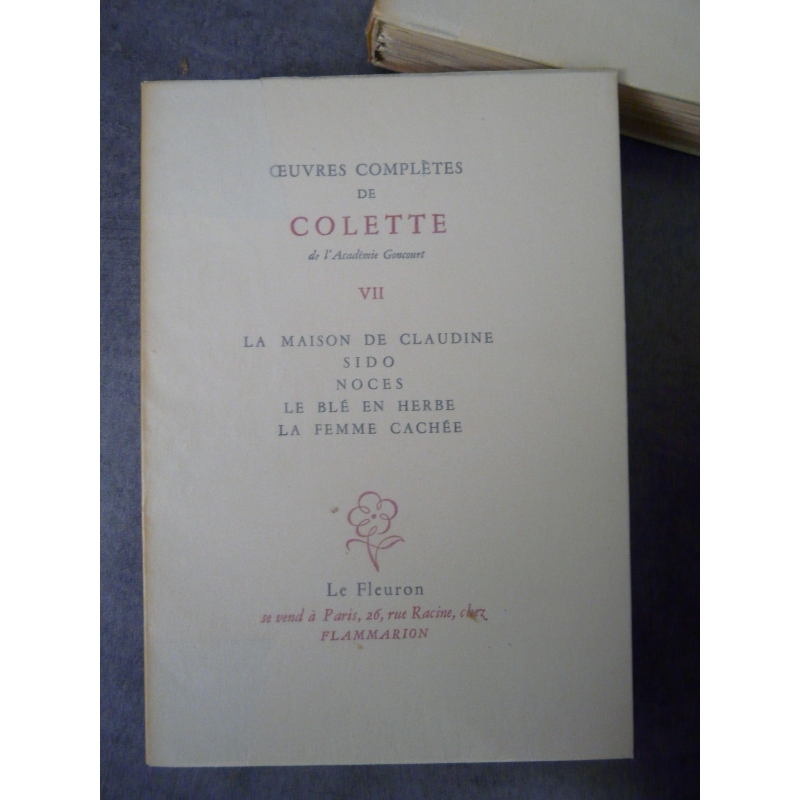 ŒUVRES COMPLÈTES
DE
COLETTE
de l'Académie Goncourt
VII
LA MAISON DE CLAUDINE
SIDO
NOCES
LE BLÉ EN HERBE
LA FEMME CACHÉE
Le Fleuron
se vend à Paris, 26, rue Racine, chez
FLAMMARION